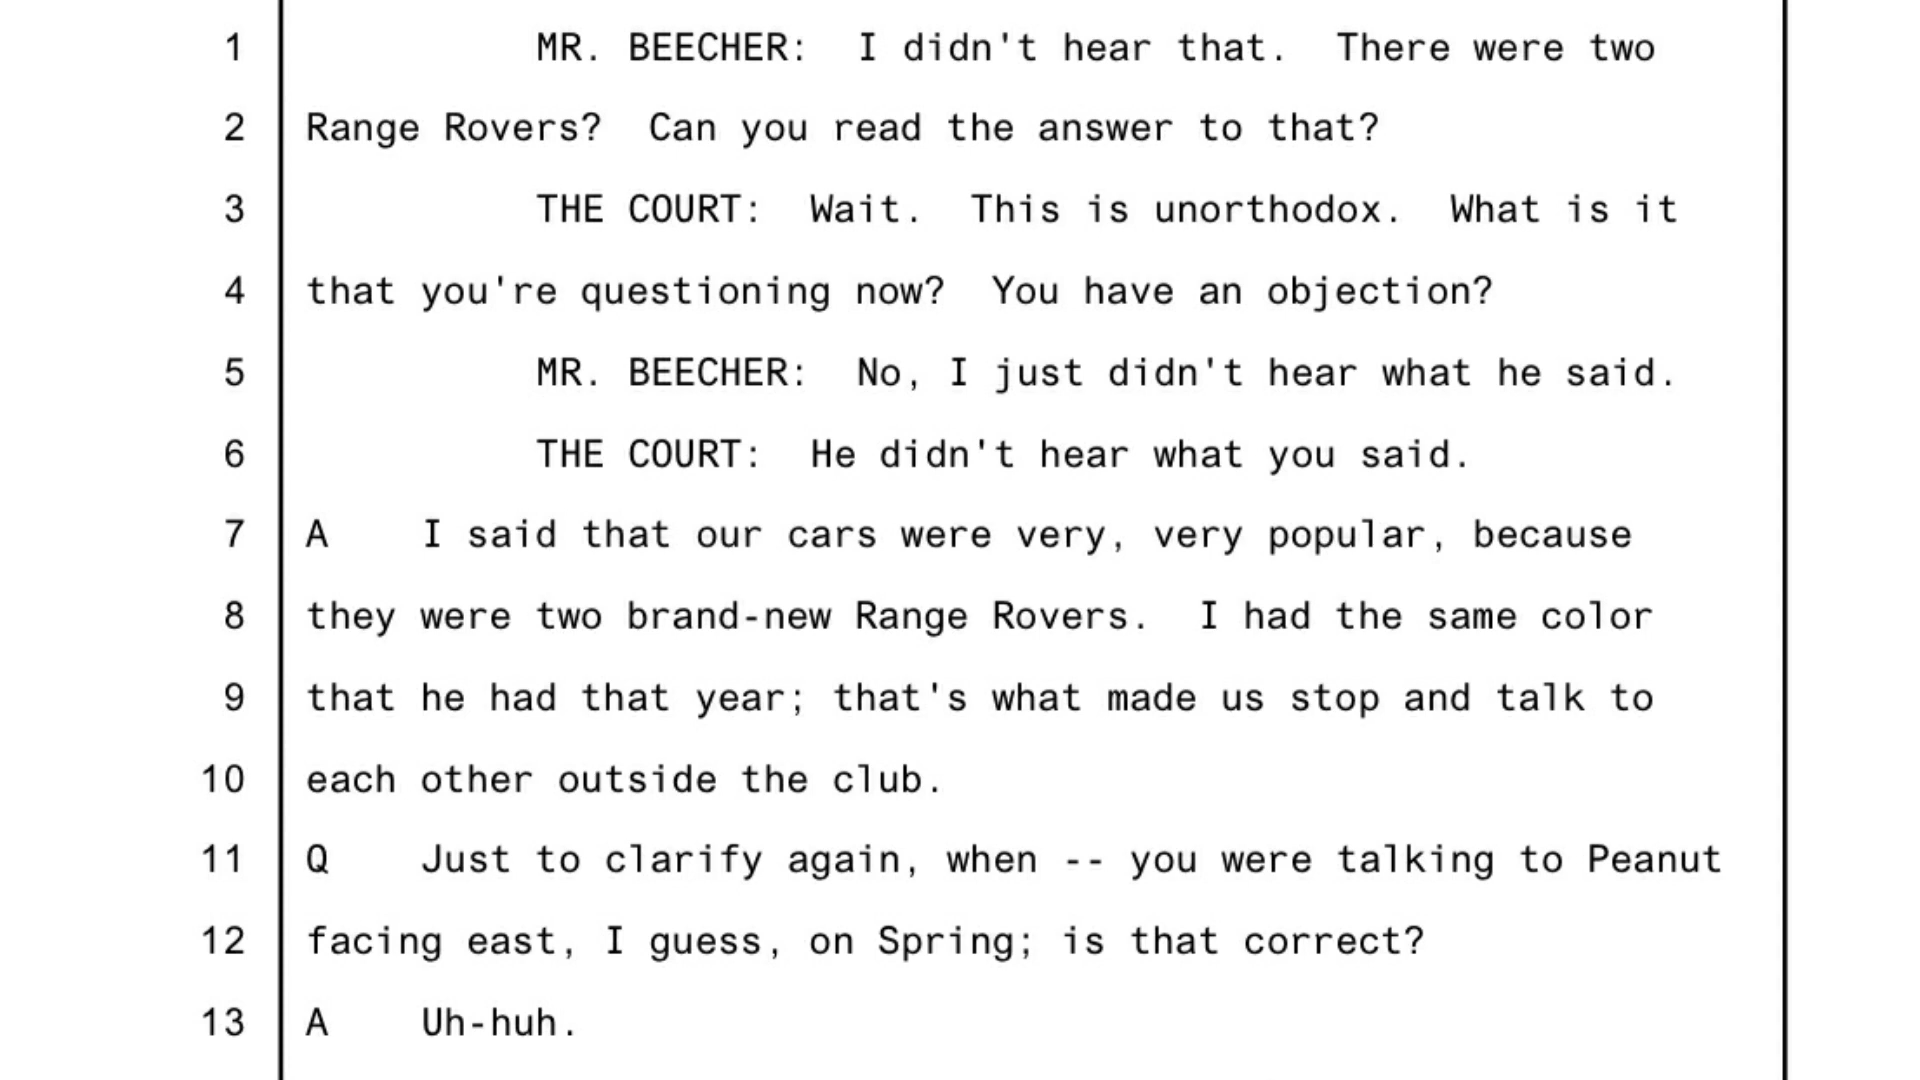 1 MR. BEECHER: I didn't hear that. There were two
2 Range Rovers? Can you read the answer to that?
3 THE COURT: Wait. This is unorthodox. What is it
4 that you're questioning now? You have an objection?
5 MR. BEECHER: No, I just didn't hear what he said.
6 THE COURT: He didn't hear what you said.
7 A I said that our cars were very, very popular, because
8 they were two brand-new Range Rovers. I had the same color
9 that he had that year; that's what made us stop and talk to
10 each other outside the club.
11 Q Just to clarify again, when -- you were talking to Peanut
12 facing east, I guess, on Spring; is that correct?
13 A Uh-huh.